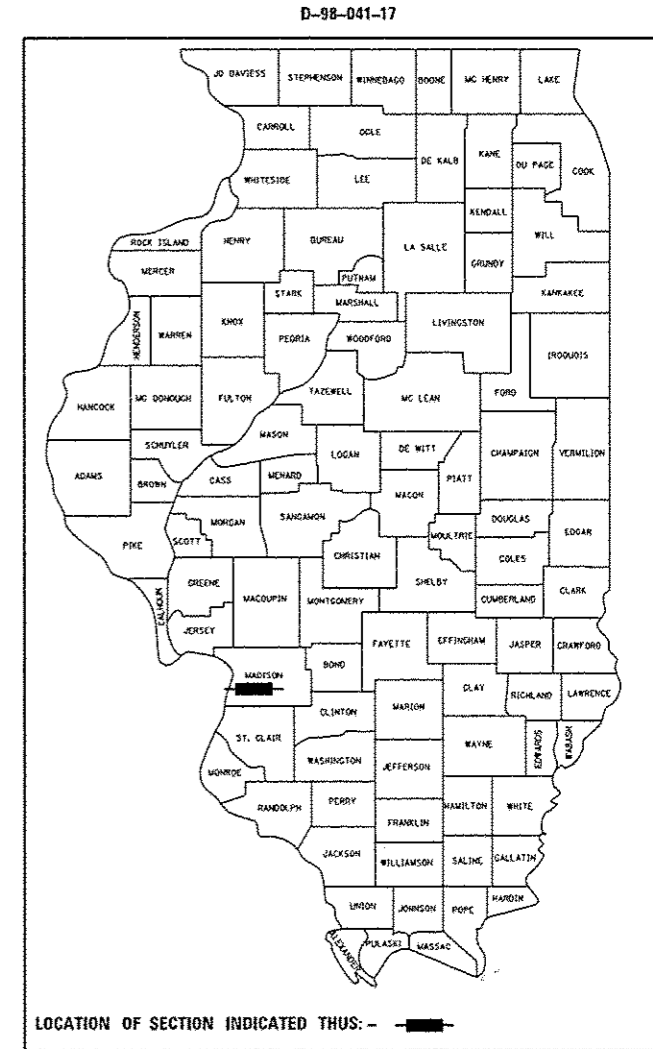 D-98-041-17
JO DAVIESS STEPHENSON WINNEBAGO BOONE MC HENRY LAKE
CARROLL OGLE
DE KALB KANE
DU PAGE COOK
WHITESIDE LEE
KENDALL
WILL
ROCK ISLAND HENRY BUREAU LA SALLE
GRUNDY
MERCER PUTNAM
KANKAKEE
STARK MARSHALL
HENDERSON WARREN KNOX LIVINGSTON
PEORIA WOODFORD
IROQUOIS
HANCOCK MC DONOUGH FULTON TAZEWELL MC LEAN FORD
MASON
SCHUYLER LOGAN DE WITT
CHAMPAIGN VERMILION
ADAMS BROWN CASS MENARD PIATT
MACON
MORGAN SANGAMON DOUGLAS
PIKE SCOTT MOULTRIE EDGAR
CHRISTIAN COLES
GREENE SHELBY
CALHOUN MACOUPIN MONTGOMERY CUMBERLAND CLARK
JERSEY
FAYETTE EFFINGHAM JASPER CRAWFORD
BOND
MADISON CLAY
MARION RICHLAND LAWRENCE
CLINTON
ST. CLAIR WAYNE EDWARDS WABASH
WASHINGTON JEFFERSON
MONROE
RANDOLPH PERRY HAMILTON WHITE
FRANKLIN
JACKSON
WILLIAMSON SALINE GALLATIN
UNION JOHNSON POPE HARDIN
ALEXANDER PULASKI MASSAC
LOCATION OF SECTION INDICATED THUS: -